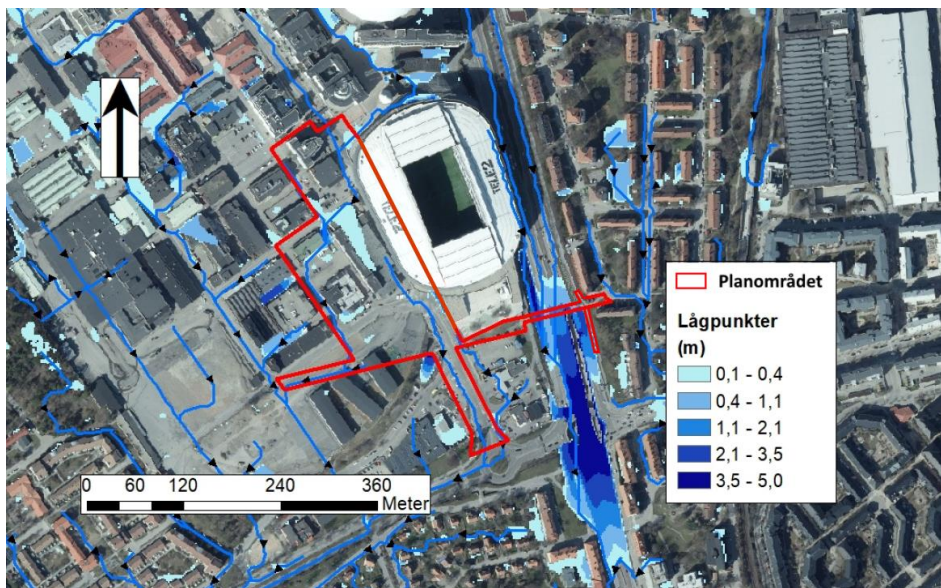 TELE2
Planområdet
Lågpunkter
(m)
0,1 - 0,4
0,4 - 1,1
1,1 - 2,1
2,1 - 3,5
3,5 - 5,0
0 60 120 240 360
Meter